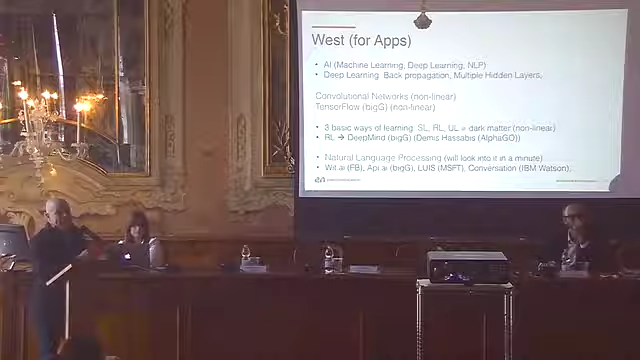 West (for Apps)
• AI (Machine Learning, Deep Learning, NLP)
• Deep Learning Back propagation, Multiple Hidden Layers,
Convolutional Networks (non-linear)
TensorFlow (bigG) (non-linear)
• 3 basic ways of learning: SL, RL, UL = dark matter (non-linear)
• RL → DeepMind (bigG) (Demis Hassabis (AlphaGO))
• Natural Language Processing (will look into it in a minute)
• Wit.ai (FB), Api.ai (bigG), LUIS (MSFT), Conversation (IBM Watson),